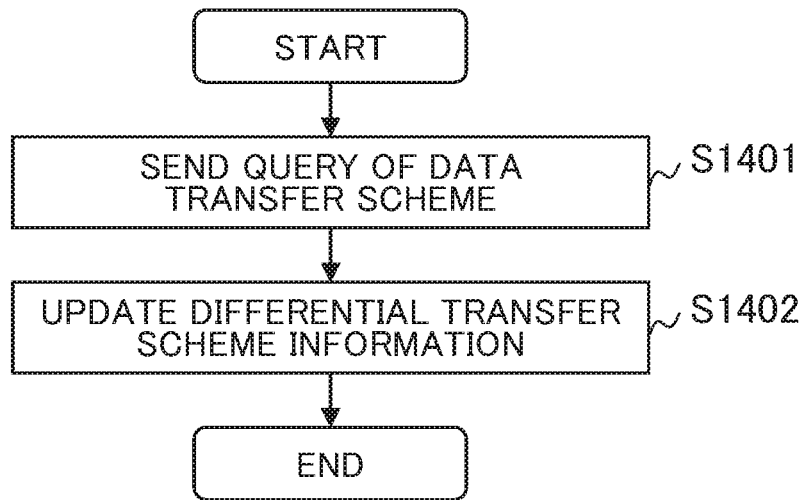 START
SEND QUERY OF DATA
TRANSFER SCHEME
S1401
UPDATE DIFFERENTIAL TRANSFER
SCHEME INFORMATION
S1402
END